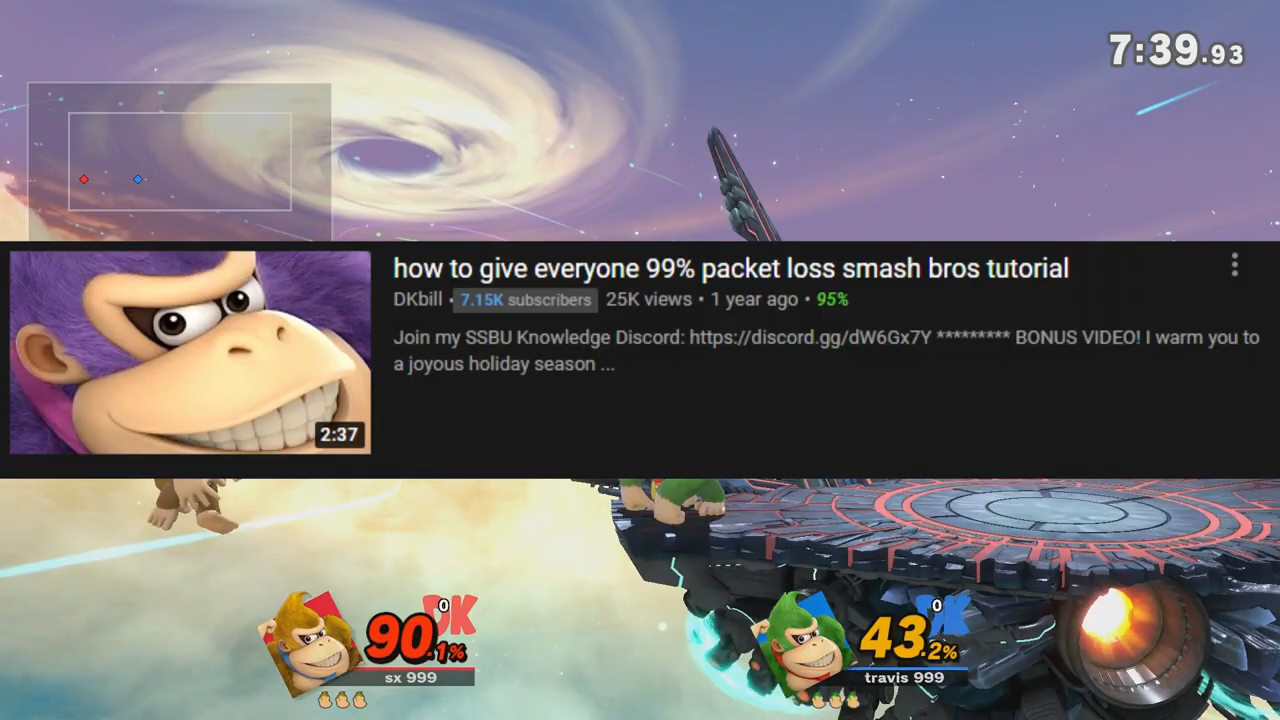 7:39.93
how to give everyone 99% packet loss smash bros tutorial
DKbill · 7.15K subscribers 25K views · 1 year ago · 95%
Join my SSBU Knowledge Discord: https://discord.gg/dW6Gx7Y ********* BONUS VIDEO! I warm you to
a joyous holiday season ...
2:37
DK 0
90.1%
sx 999
DK 0
43.2%
travis 999